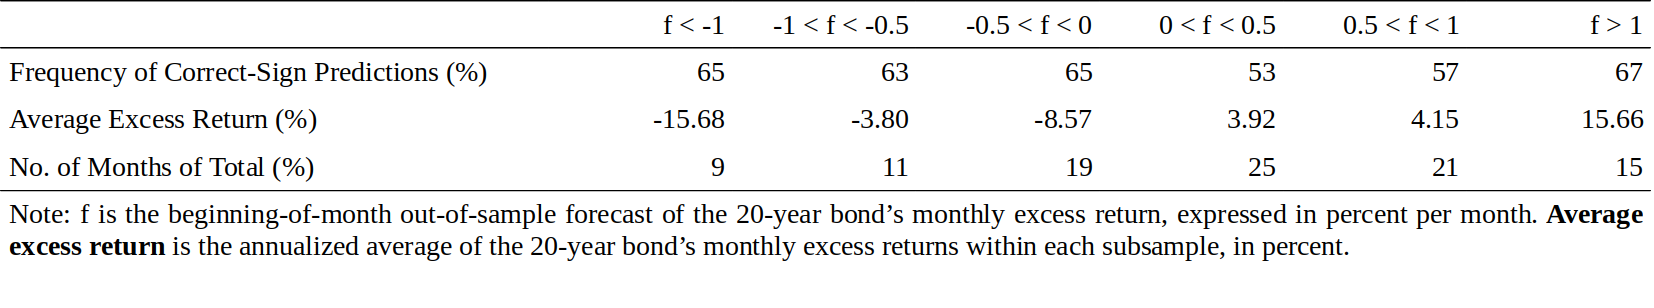 f < -1 -1 < f < -0.5 -0.5 < f < 0 0 < f < 0.5 0.5 < f < 1 f > 1
Frequency of Correct-Sign Predictions (%) 65 63 65 53 57 67
Average Excess Return (%) -15.68 -3.80 -8.57 3.92 4.15 15.66
No. of Months of Total (%) 9 11 19 25 21 15
Note: f is the beginning-of-month out-of-sample forecast of the 20-year bond’s monthly excess return, expressed in percent per month. Average
excess return is the annualized average of the 20-year bond’s monthly excess returns within each subsample, in percent.